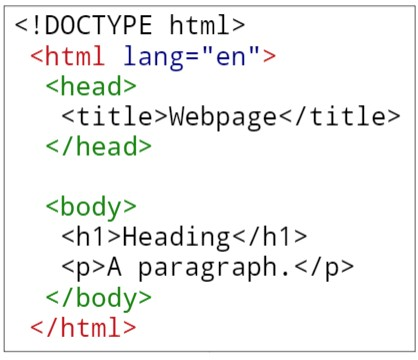 <!DOCTYPE html>
<html lang="en">
<head>
<title>Webpage</title>
</head>
<body>
<h1>Heading</h1>
<p>A paragraph.</p>
</body>
</html>